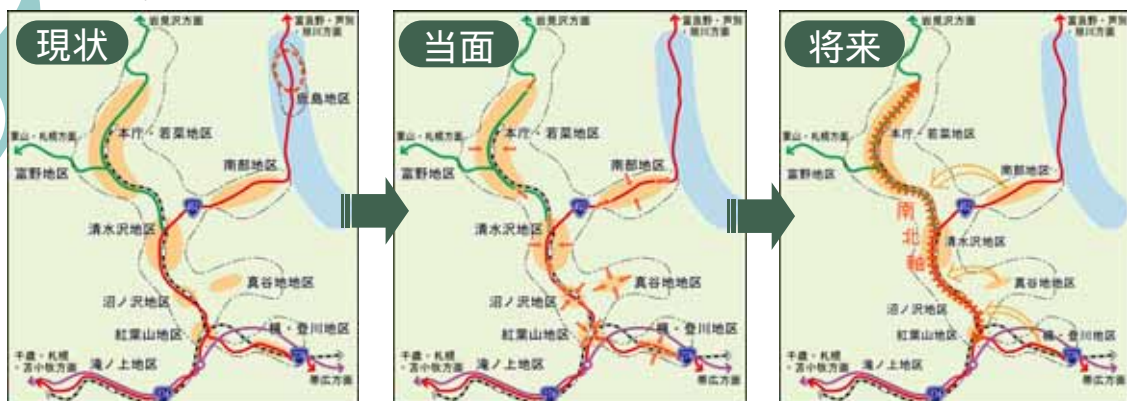 現状
岩見沢方面
富良野・芦別
・旭川方面
鹿島地区
本庁・若菜地区
栗山・札幌方面
富野地区
南部地区
清水沢地区
真谷地地区
沼ノ沢地区
紅葉山地区
楓・登川地区
千歳・札幌
・苫小牧方面
滝ノ上地区
帯広方面
当面
岩見沢方面
富良野・芦別
・旭川方面
本庁・若菜地区
栗山・札幌方面
富野地区
南部地区
清水沢地区
真谷地地区
沼ノ沢地区
紅葉山地区
楓・登川地区
千歳・札幌
・苫小牧方面
滝ノ上地区
帯広方面
将来
岩見沢方面
富良野・芦別
・旭川方面
本庁・若菜地区
栗山・札幌方面
富野地区
南部地区
南北軸
清水沢地区
真谷地地区
沼ノ沢地区
紅葉山地区
楓・登川地区
千歳・札幌
・苫小牧方面
滝ノ上地区
帯広方面